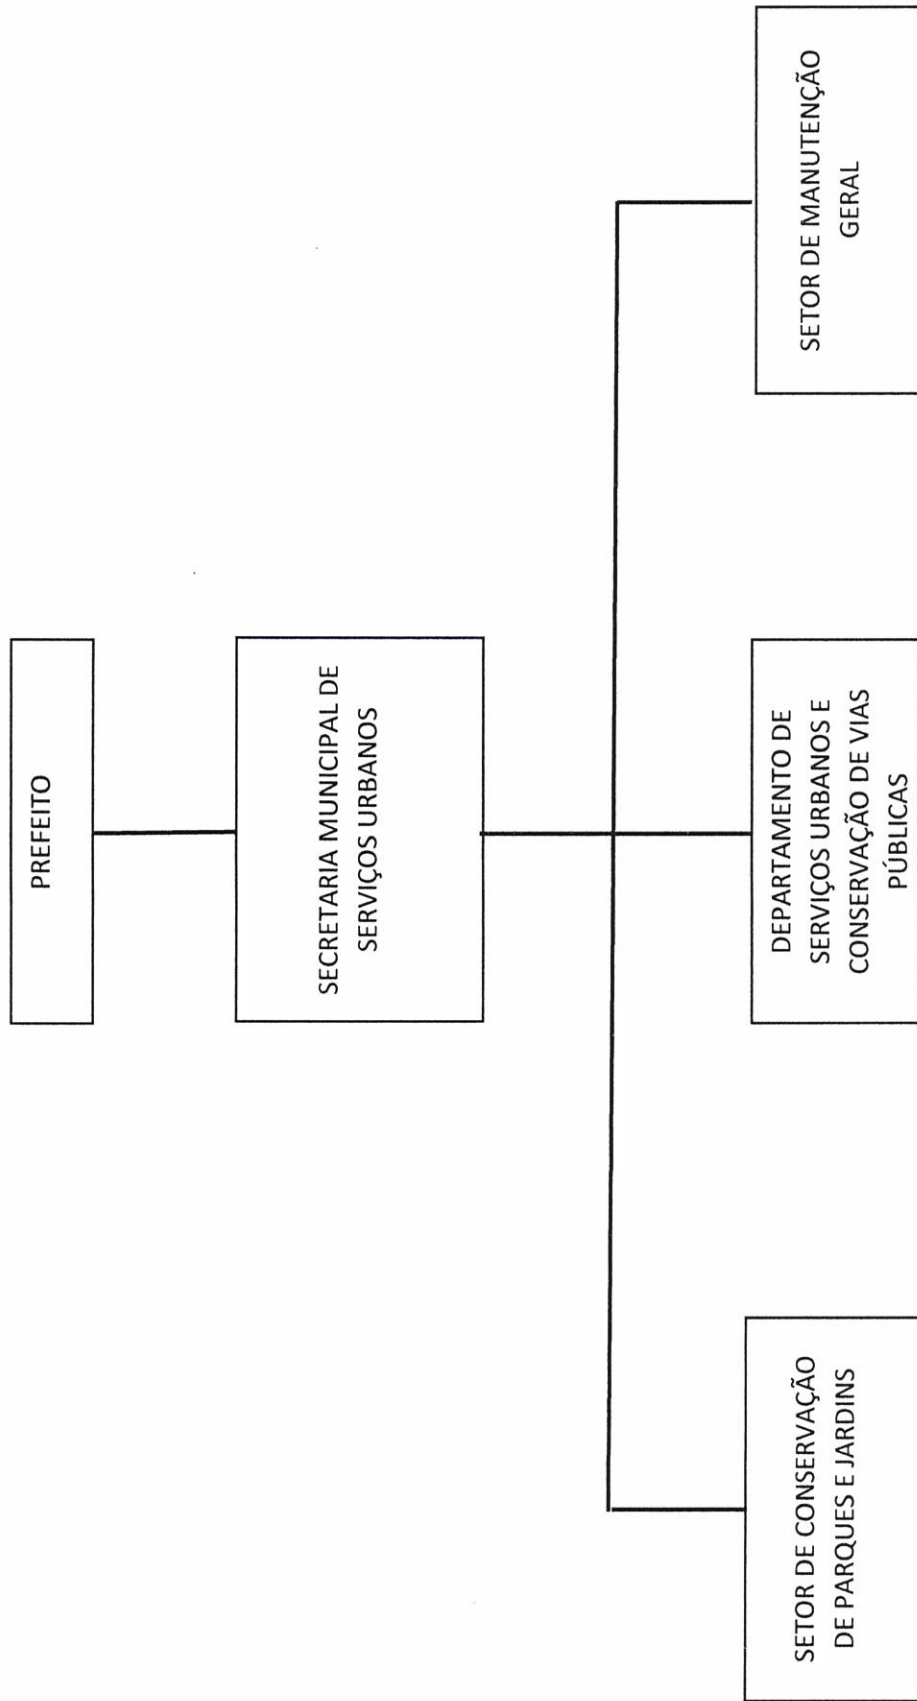 PREFEITO
SECRETARIA MUNICIPAL DE
SERVIÇOS URBANOS
SETOR DE CONSERVAÇÃO
DE PARQUES E JARDINS
DEPARTAMENTO DE
SERVIÇOS URBANOS E
CONSERVAÇÃO DE VIAS
PÚBLICAS
SETOR DE MANUTENÇÃO
GERAL